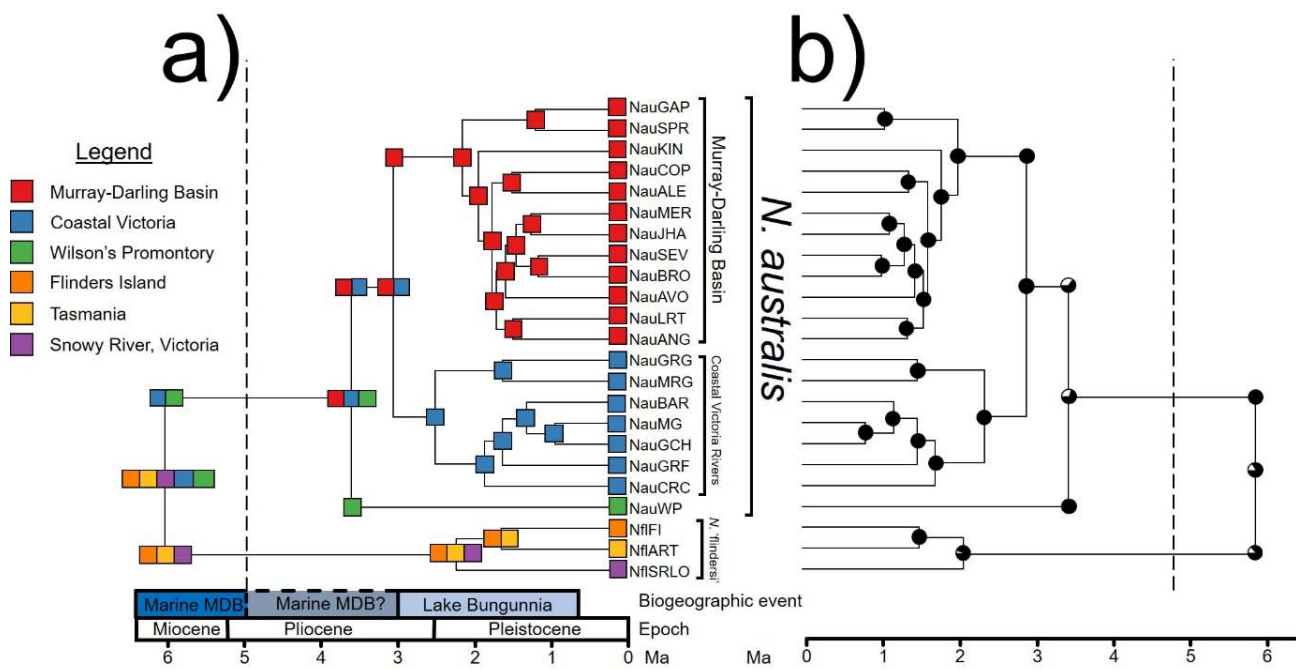 a)
b)
Legend
Murray-Darling Basin
Coastal Victoria
Wilson's Promontory
Flinders Island
Tasmania
Snowy River, Victoria
NauGAP
NauSPR
NauKIN
NauCOP
NauALE
NauMER
NauJHA
NauSEV
NauBRO
NauAVO
NauLRT
NauANG
NauGRG
NauMRG
NauBAR
NauMG
NauGCH
NauGRF
NauCRC
NauWP
NflFI
NflART
NflSRLO
Murray-Darling Basin
Coastal Victoria Rivers
N. 'flindersi'
N. australis
Marine MDB Marine MDB? Lake Bungunnia Biogeographic event
Miocene Pliocene Pleistocene Epoch
6 5 4 3 2 1 0 Ma
Ma 0 1 2 3 4 5 6